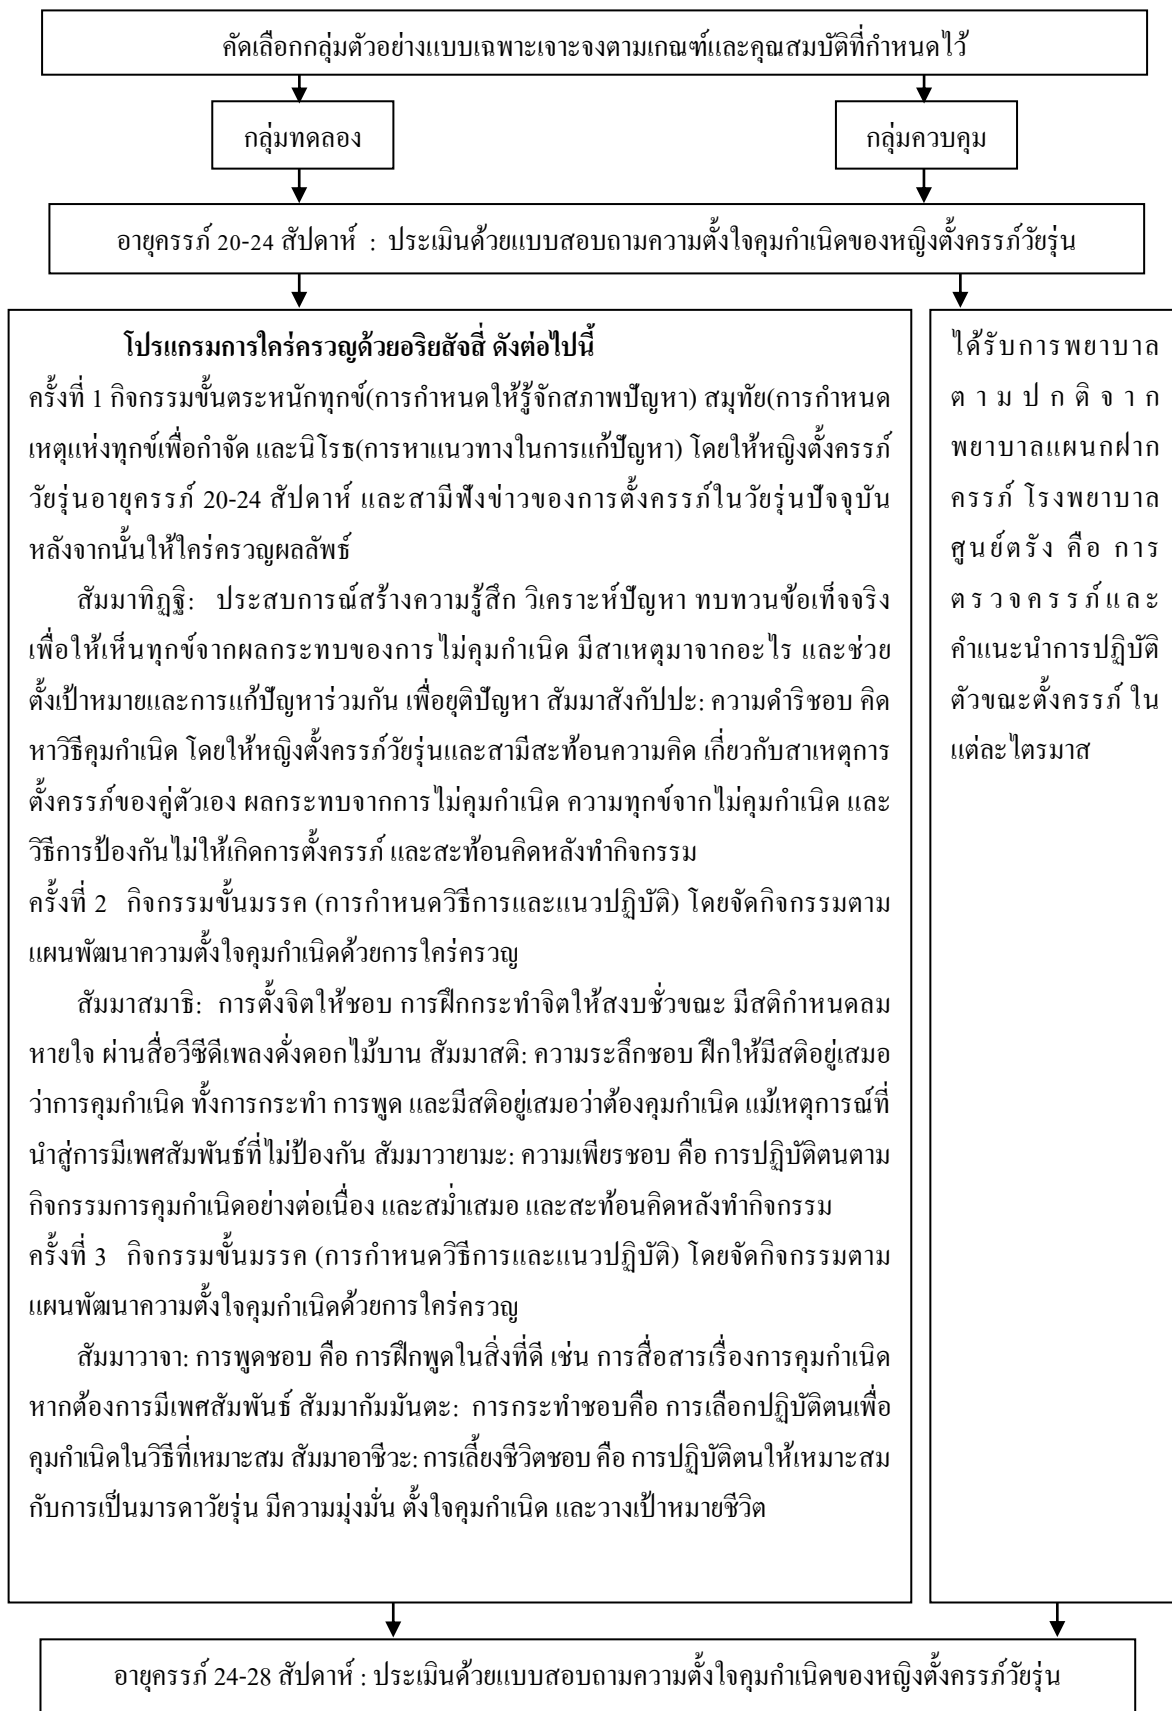 คัดเลือกกลุ่มตัวอย่างแบบเฉพาะเจาะจงตามเกณฑ์และคุณสมบัติที่กำหนดไว้
กลุ่มทดลอง
กลุ่มควบคุม
อายุครรภ์ 20-24 สัปดาห์ : ประเมินด้วยแบบสอบถามความตั้งใจคุมกำเนิดของหญิงตั้งครรภ์วัยรุ่น
โปรแกรมการใคร่ครวญด้วยอริยสัจสี่ ดังต่อไปนี้
ครั้งที่ 1 กิจกรรมขั้นตระหนักทุกข์(การกำหนดให้รู้จักสภาพปัญหา) สมุทัย(การกำหนด
เหตุแห่งทุกข์เพื่อกำจัด และนิโรธ(การหาแนวทางในการแก้ปัญหา) โดยให้หญิงตั้งครรภ์
วัยรุ่นอายุครรภ์ 20-24 สัปดาห์ และสามีฟังข่าวของการตั้งครรภ์ในวัยรุ่นปัจจุบัน
หลังจากนั้นให้ใคร่ครวญผลลัพธ์
สัมมาทิฏฐิ: ประสบการณ์สร้างความรู้สึก วิเคราะห์ปัญหา ทบทวนข้อเท็จจริง
เพื่อให้เห็นทุกข์จากผลกระทบของการไม่คุมกำเนิด มีสาเหตุมาจากอะไร และช่วย
ตั้งเป้าหมายและการแก้ปัญหาร่วมกัน เพื่อยุติปัญหา สัมมาสังกัปปะ: ความดำริชอบ คิด
หาวิธีคุมกำเนิด โดยให้หญิงตั้งครรภ์วัยรุ่นและสามีสะท้อนความคิด เกี่ยวกับสาเหตุการ
ตั้งครรภ์ของคู่ตัวเอง ผลกระทบจากการไม่คุมกำเนิด ความทุกข์จากไม่คุมกำเนิด และ
วิธีการป้องกันไม่ให้เกิดการตั้งครรภ์ และสะท้อนคิดหลังทำกิจกรรม
ครั้งที่ 2 กิจกรรมขั้นมรรค (การกำหนดวิธีการและแนวปฏิบัติ) โดยจัดกิจกรรมตาม
แผนพัฒนาความตั้งใจคุมกำเนิดด้วยการใคร่ครวญ
สัมมาสมาธิ: การตั้งจิตให้ชอบ การฝึกกระทำจิตให้สงบชั่วขณะ มีสติกำหนดลม
หายใจ ผ่านสื่อวีซีดีเพลงดั่งดอกไม้บาน สัมมาสติ: ความระลึกชอบ ฝึกให้มีสติอยู่เสมอ
ว่าการคุมกำเนิด ทั้งการกระทำ การพูด และมีสติอยู่เสมอว่าต้องคุมกำเนิด แม้เหตุการณ์ที่
นำสู่การมีเพศสัมพันธ์ที่ไม่ป้องกัน สัมมาวายามะ: ความเพียรชอบ คือ การปฏิบัติตนตาม
กิจกรรมการคุมกำเนิดอย่างต่อเนื่อง และสม่ำเสมอ และสะท้อนคิดหลังทำกิจกรรม
ครั้งที่ 3 กิจกรรมขั้นมรรค (การกำหนดวิธีการและแนวปฏิบัติ) โดยจัดกิจกรรมตาม
แผนพัฒนาความตั้งใจคุมกำเนิดด้วยการใคร่ครวญ
สัมมาวาจา: การพูดชอบ คือ การฝึกพูดในสิ่งที่ดี เช่น การสื่อสารเรื่องการคุมกำเนิด
หากต้องการมีเพศสัมพันธ์ สัมมากัมมันตะ: การกระทำชอบคือ การเลือกปฏิบัติตนเพื่อ
คุมกำเนิดในวิธีที่เหมาะสม สัมมาอาชีวะ: การเลี้ยงชีวิตชอบ คือ การปฏิบัติตนให้เหมาะสม
กับการเป็นมารดาวัยรุ่น มีความมุ่งมั่น ตั้งใจคุมกำเนิด และวางเป้าหมายชีวิต
ได้รับการพยาบาล
ตามปกติจาก
พยาบาลแผนกฝาก
ครรภ์ โรงพยาบาล
ศูนย์ตรัง คือ การ
ตรวจครรภ์และ
คำแนะนำการปฏิบัติ
ตัวขณะตั้งครรภ์ ใน
แต่ละไตรมาส
อายุครรภ์ 24-28 สัปดาห์ : ประเมินด้วยแบบสอบถามความตั้งใจคุมกำเนิดของหญิงตั้งครรภ์วัยรุ่น